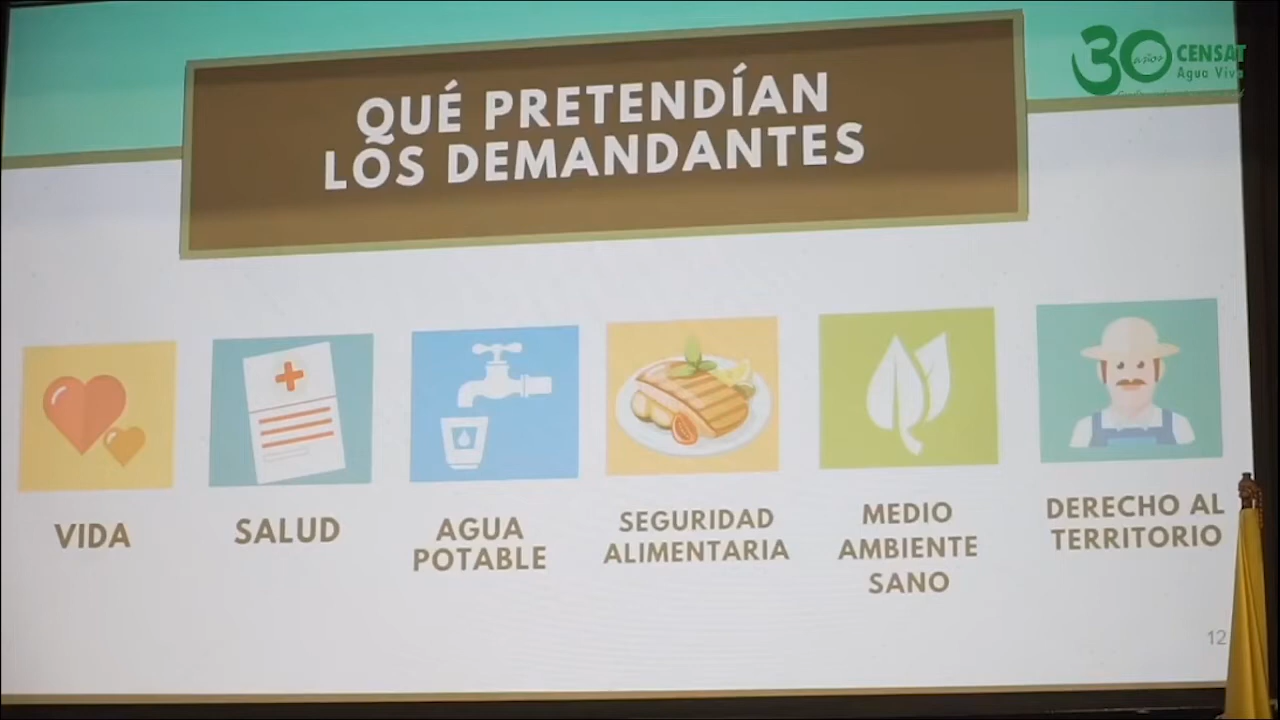 30 años CENSAT
Agua Viva
QUÉ PRETENDÍAN
LOS DEMANDANTES
VIDA
SALUD
AGUA
POTABLE
SEGURIDAD
ALIMENTARIA
MEDIO
AMBIENTE
SANO
DERECHO AL
TERRITORIO
12